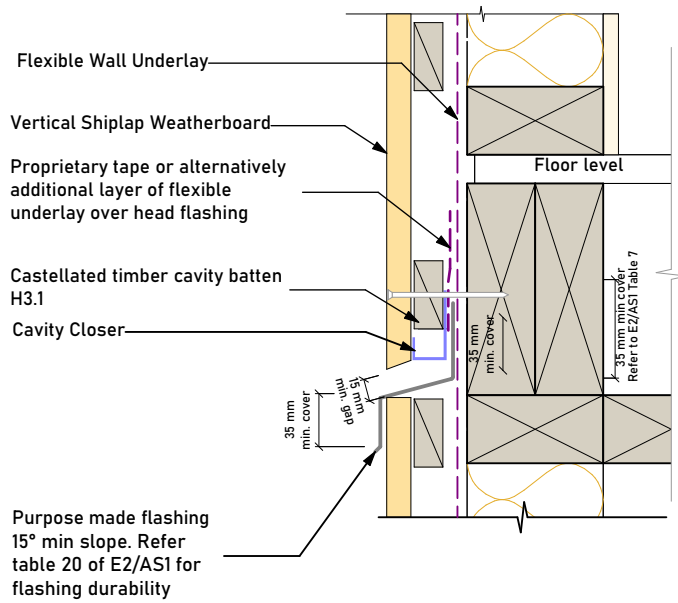 Flexible Wall Underlay
Vertical Shiplap Weatherboard
Proprietary tape or alternatively
additional layer of flexible
underlay over head flashing
Floor level
Castellated timber cavity batten
H3.1
Cavity Closer
35 mm
min. cover
35 mm min cover
Refer to E2/AS1 Table 7
15 mm
min. gap
35 mm
min. cover
Purpose made flashing
15° min slope. Refer
table 20 of E2/AS1 for
flashing durability